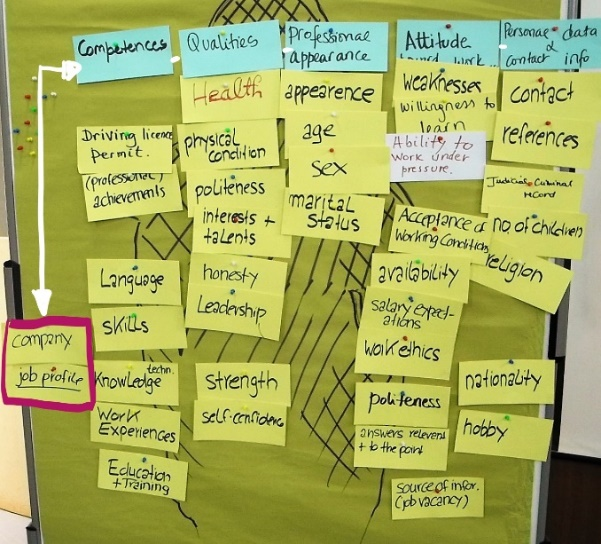 Competences
Driving licence
permit.
(professional)
achievements
Language
skills
techn.
Knowledge
Work
Experiences
Education
+ Training
company
job profile
Qualities
Health
physical
condition
politeness
interests +
talents
honesty
Leadership
strength
self-confidence
Professional
appearance
appearence
age
sex
marital
status
Attitude
work
weaknesses
willingness to
learn
Ability to
work under
pressure.
Acceptance of
Working Conditions
availability
salary expect-
ations
work ethics
politeness
answers relevent
+ to the point
source of infor.
(job vacancy)
Personal data
&
contact info
contact
references
record
no. of children
religion
nationality
hobby